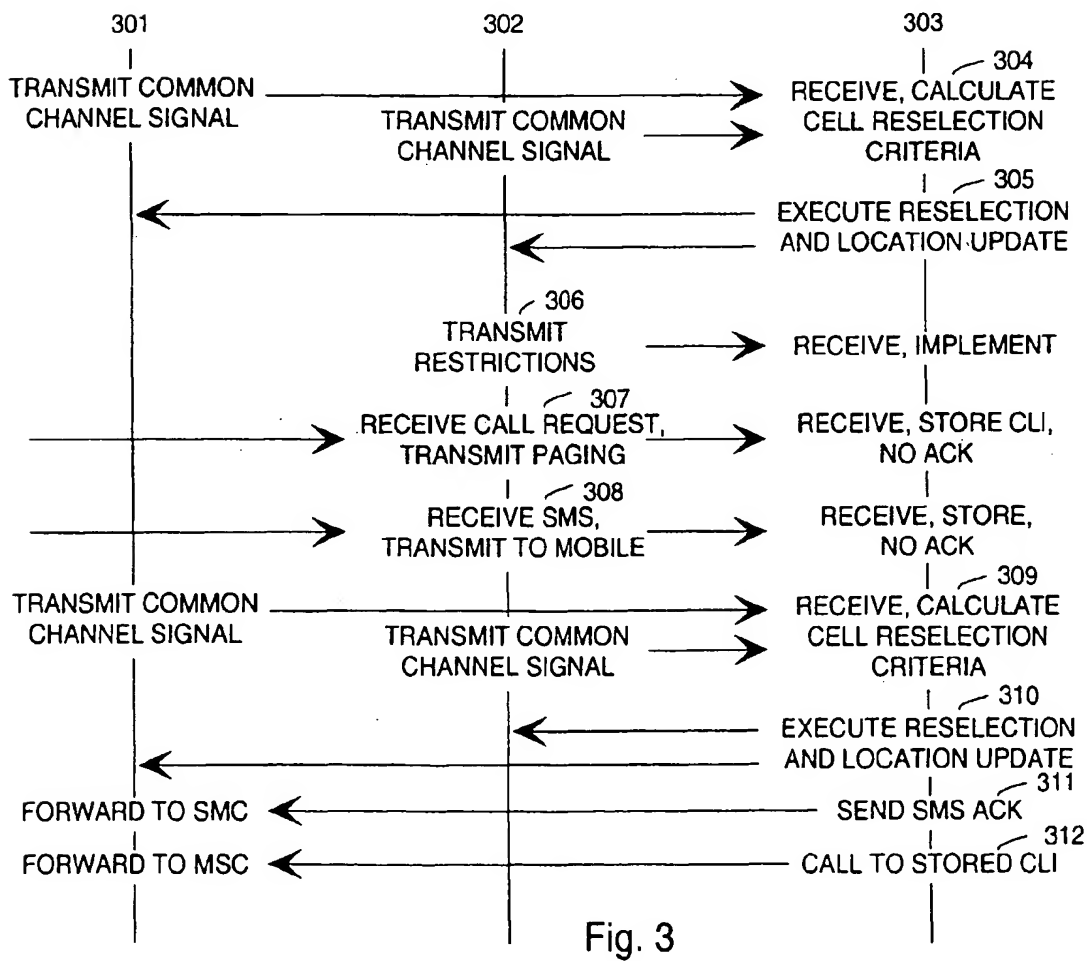 301 302 303
304
TRANSMIT COMMON
CHANNEL SIGNAL
TRANSMIT COMMON
CHANNEL SIGNAL
RECEIVE, CALCULATE
CELL RESELECTION
CRITERIA
305
EXECUTE RESELECTION
AND LOCATION UPDATE
306
TRANSMIT
RESTRICTIONS
RECEIVE, IMPLEMENT
307
RECEIVE CALL REQUEST,
TRANSMIT PAGING
RECEIVE, STORE CLI,
NO ACK
308
RECEIVE SMS,
TRANSMIT TO MOBILE
RECEIVE, STORE,
NO ACK
309
TRANSMIT COMMON
CHANNEL SIGNAL
TRANSMIT COMMON
CHANNEL SIGNAL
RECEIVE, CALCULATE
CELL RESELECTION
CRITERIA
310
EXECUTE RESELECTION
AND LOCATION UPDATE
311
FORWARD TO SMC
SEND SMS ACK
312
FORWARD TO MSC
CALL TO STORED CLI
Fig. 3